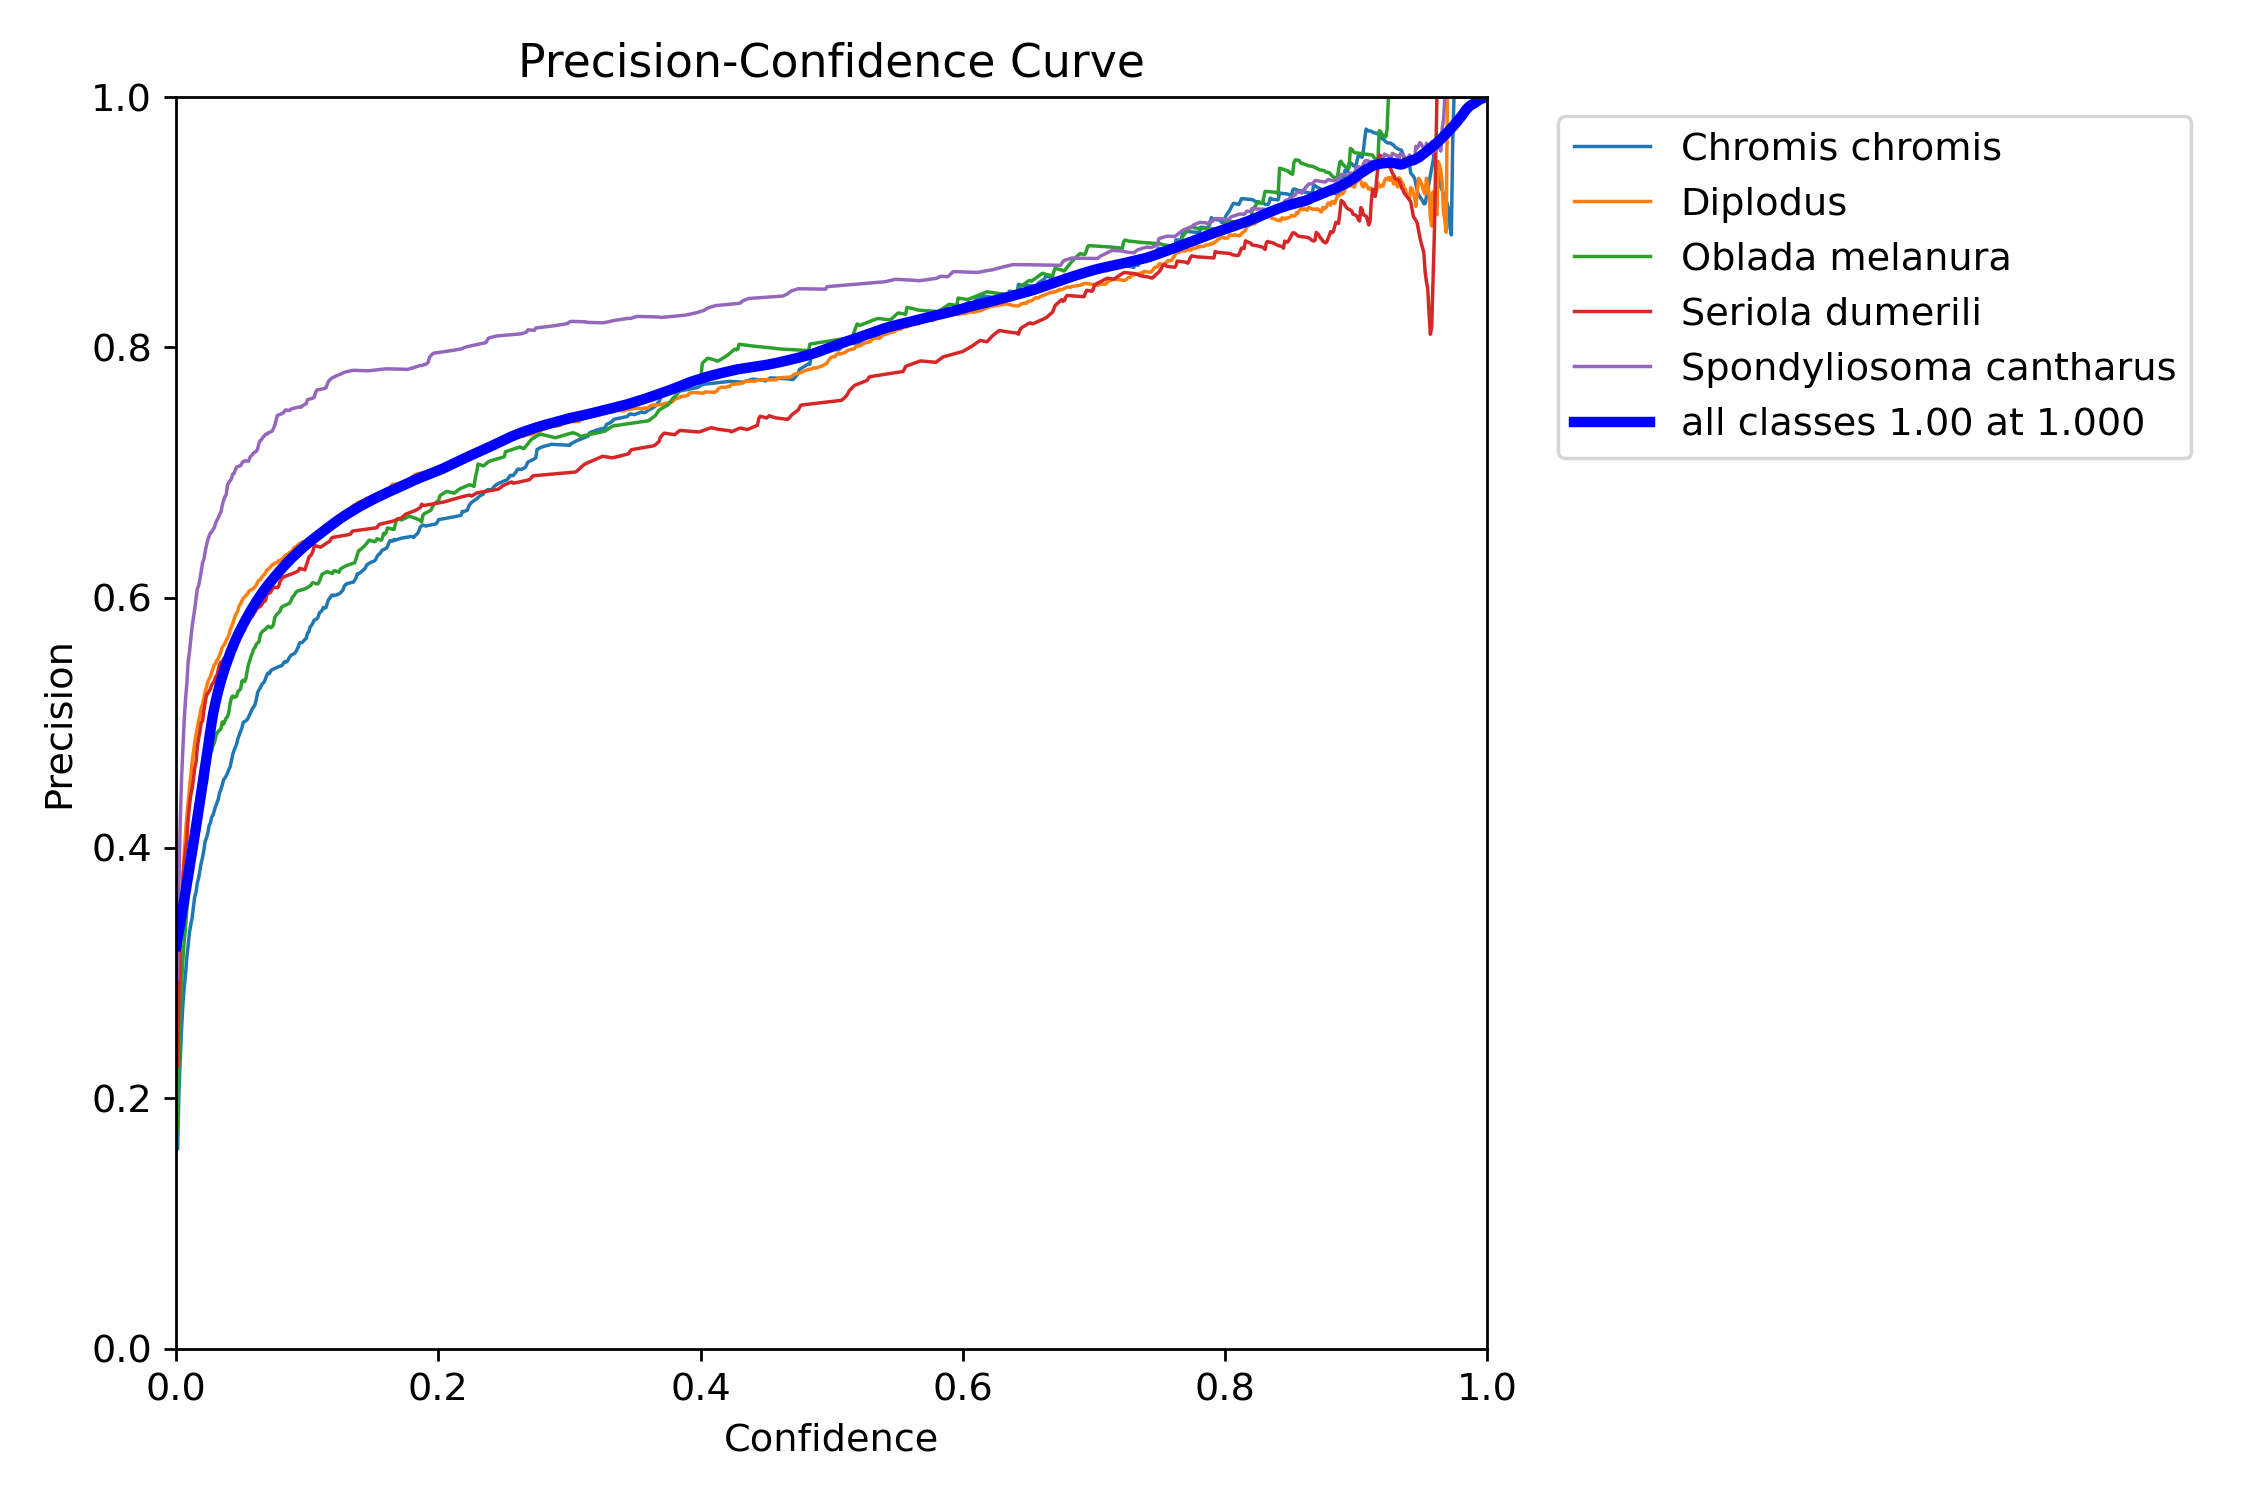 Precision-Confidence Curve
1.0
0.8
0.6
0.4
0.2
0.0
Precision
0.0 0.2 0.4 0.6 0.8 1.0
Confidence
Chromis chromis
Diplodus
Oblada melanura
Seriola dumerili
Spondyliosoma cantharus
all classes 1.00 at 1.000